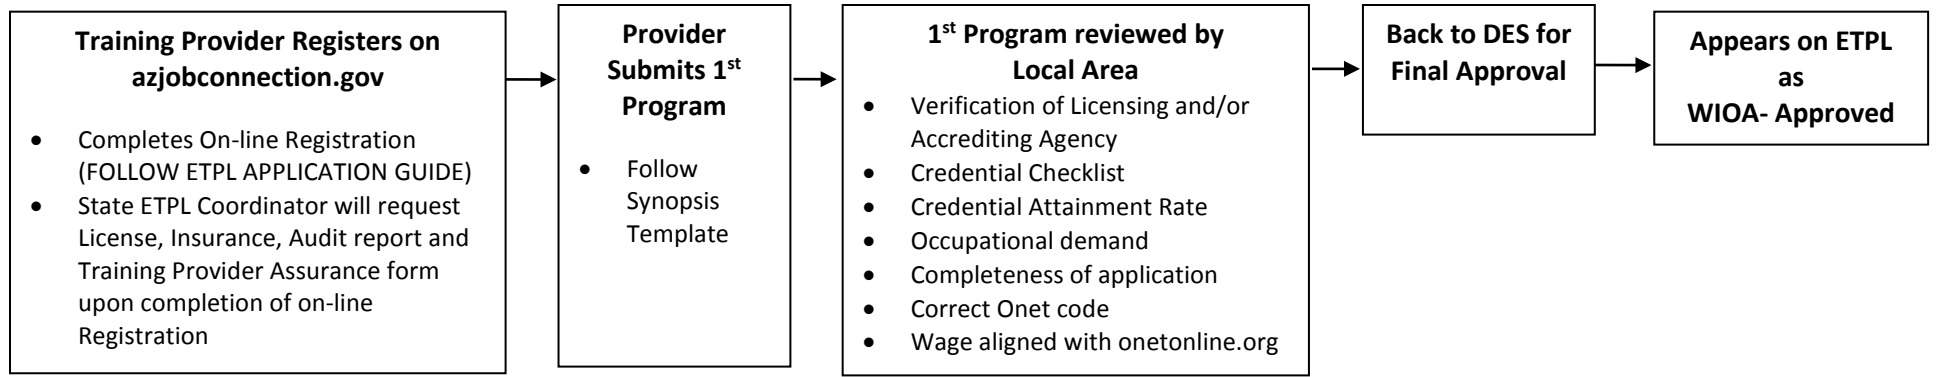 Training Provider Registers on
azjobconnection.gov
• Completes On-line Registration
(FOLLOW ETPL APPLICATION GUIDE)
• State ETPL Coordinator will request
License, Insurance, Audit report and
Training Provider Assurance form
upon completion of on-line
Registration
Provider
Submits 1st
Program
• Follow
Synopsis
Template
1st Program reviewed by
Local Area
• Verification of Licensing and/or
Accrediting Agency
• Credential Checklist
• Credential Attainment Rate
• Occupational demand
• Completeness of application
• Correct Onet code
• Wage aligned with onetonline.org
Back to DES for
Final Approval
Appears on ETPL
as
WIOA- Approved